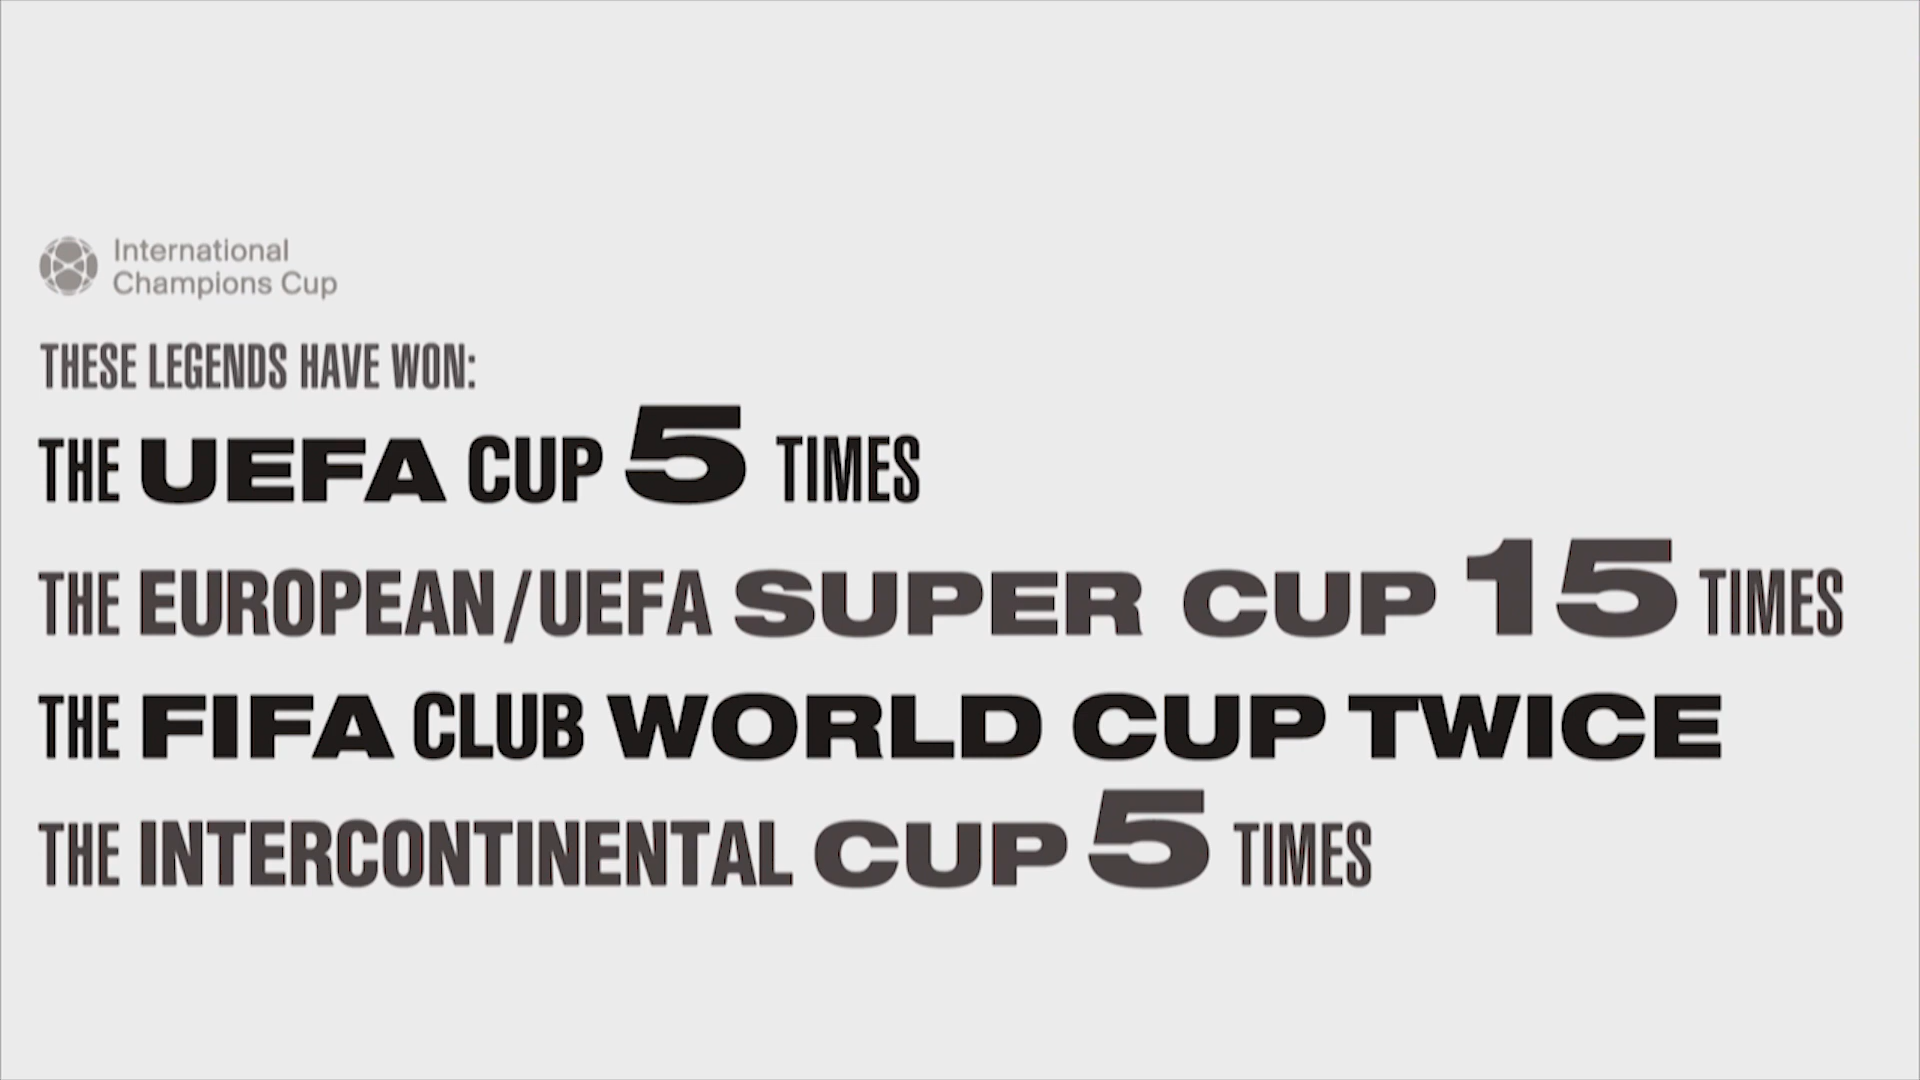 International
Champions Cup
THESE LEGENDS HAVE WON:
THE UEFA CUP 5 TIMES
THE EUROPEAN/UEFA SUPER CUP 15 TIMES
THE FIFA CLUB WORLD CUP TWICE
THE INTERCONTINENTAL CUP 5 TIMES